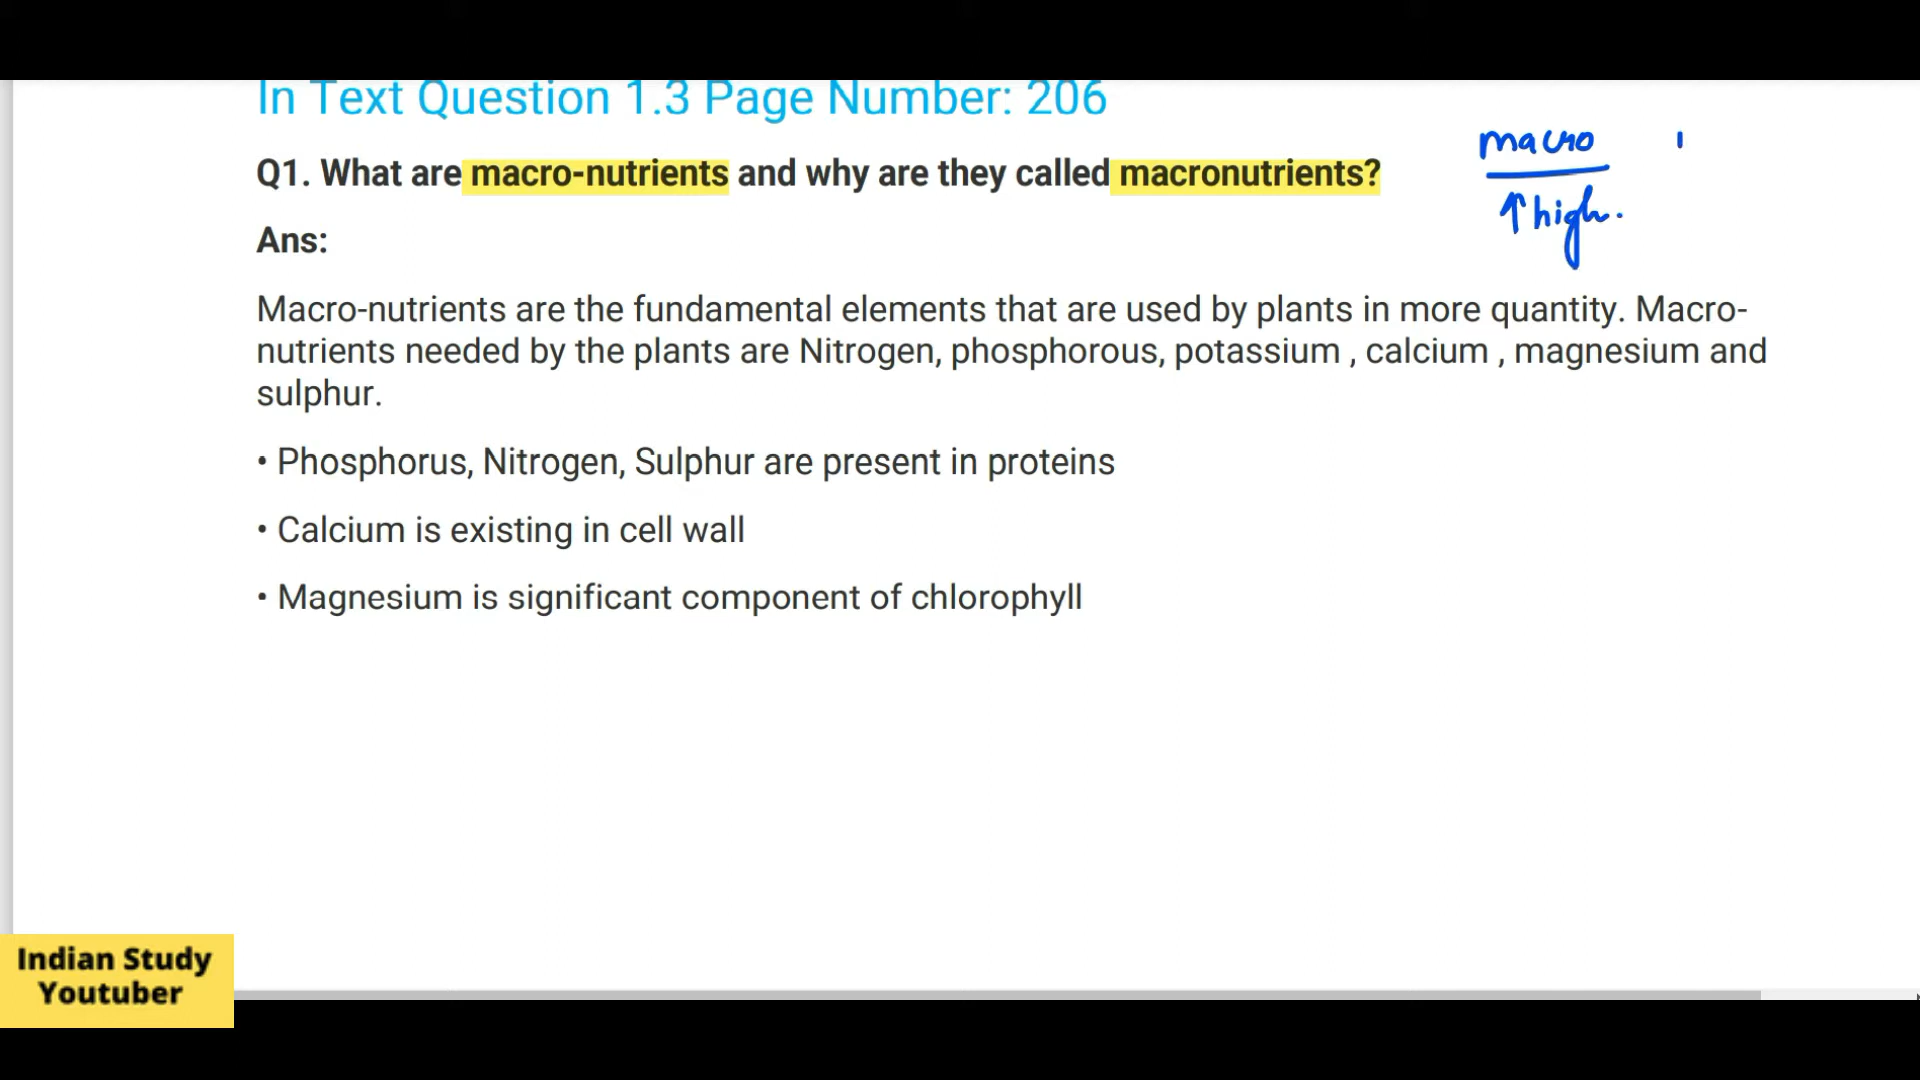 In Text Question 1.3 Page Number: 206
macro
Q1. What are macro-nutrients and why are they called macronutrients?
↑high.
Ans:
Macro-nutrients are the fundamental elements that are used by plants in more quantity. Macro-
nutrients needed by the plants are Nitrogen, phosphorous, potassium , calcium , magnesium and
sulphur.
• Phosphorus, Nitrogen, Sulphur are present in proteins
• Calcium is existing in cell wall
• Magnesium is significant component of chlorophyll
Indian Study
Youtuber